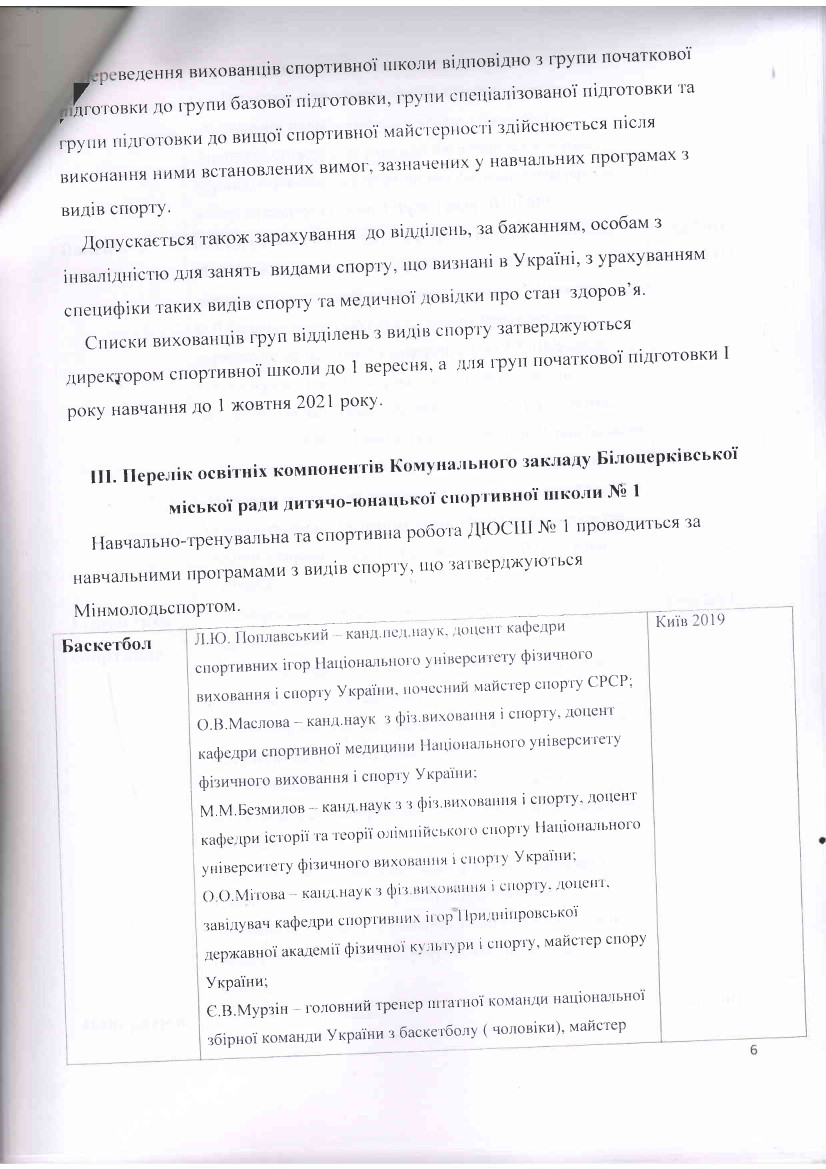 Переведення вихованців спортивної школи відповідно з групи початкової
підготовки до групи базової підготовки, групи спеціалізованої підготовки та
групи підготовки до вищої спортивної майстерності здійснюється після
виконання ними встановлених вимог, зазначених у навчальних програмах з
видів спорту.
Допускається також зарахування до відділень, за бажанням, особам з
інвалідністю для занять видами спорту, що визнані в Україні, з урахуванням
специфіки таких видів спорту та медичної довідки про стан здоров’я.
Списки вихованців груп відділень з видів спорту затверджуються
директором спортивної школи до 1 вересня, а для груп початкової підготовки І
року навчання до 1 жовтня 2021 року.
ІІІ. Перелік освітніх компонентів Комунального закладу Білоцерківської
міської ради дитячо-юнацької спортивної школи № 1
Навчально-тренувальна та спортивна робота ДЮСШ № 1 проводиться за
навчальними програмами з видів спорту, що затверджуються
Мінмолодьспортом.
Баскетбол
Л.Ю. Поплавський – канд.пед.наук, доцент кафедри
спортивних ігор Національного університету фізичного
виховання і спорту України, почесний майстер спорту СРСР;
О.В.Маслова – канд.наук з фіз.виховання і спорту, доцент
кафедри спортивної медицини Національного університету
фізичного виховання і спорту України;
М.М.Безмилов – канд.наук з з фіз.виховання і спорту, доцент
кафедри історії та теорії олімпійського спорту Національного
університету фізичного виховання і спорту України;
О.О.Мітова – канд.наук з фіз.виховання і спорту, доцент,
завідувач кафедри спортивних ігор Придніпровської
державної академії фізичної культури і спорту, майстер спору
України;
Є.В.Мурзін – головний тренер штатної команди національної
збірної команди України з баскетболу ( чоловіки), майстер
Київ 2019
6